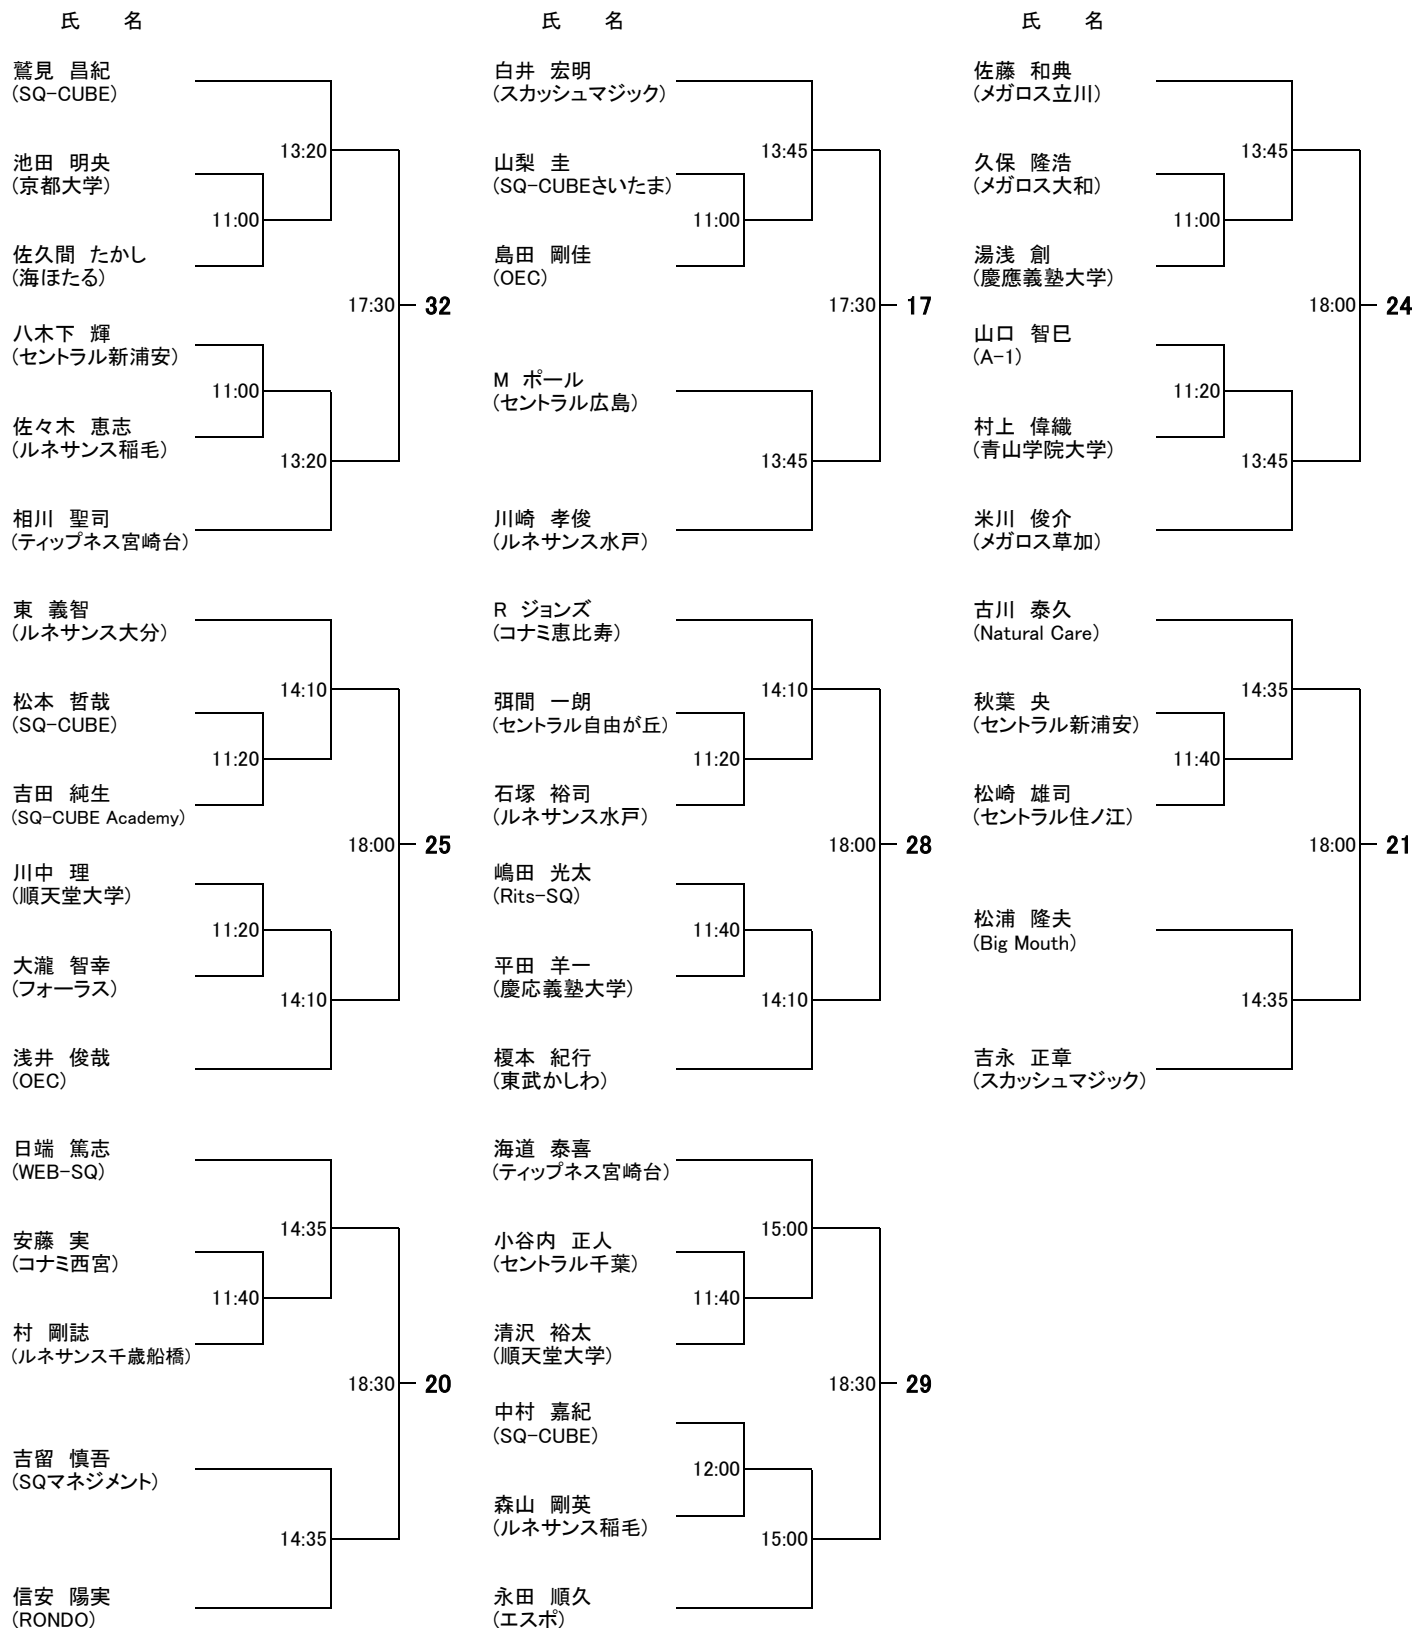 氏 名
鷲見 昌紀
(SQ-CUBE)
13:20
池田 明央
(京都大学)
11:00
佐久間 たかし
(海ほたる)
17:30
32
八木下 輝
(セントラル新浦安)
11:00
佐々木 恵志
(ルネサンス稲毛)
13:20
相川 聖司
(ティップネス宮崎台)
東 義智
(ルネサンス大分)
14:10
松本 哲哉
(SQ-CUBE)
11:20
吉田 純生
(SQ-CUBE Academy)
18:00
25
川中 理
(順天堂大学)
11:20
大瀧 智幸
(フォーラス)
14:10
浅井 俊哉
(OEC)
日端 篤志
(WEB-SQ)
14:35
安藤 実
(コナミ西宮)
11:40
村 剛誌
(ルネサンス千歳船橋)
18:30
20
吉留 慎吾
(SQマネジメント)
14:35
信安 陽実
(RONDO)
氏 名
白井 宏明
(スカッシュマジック)
13:45
山梨 圭
(SQ-CUBEさいたま)
11:00
島田 剛佳
(OEC)
17:30
17
M ポール
(セントラル広島)
13:45
川崎 孝俊
(ルネサンス水戸)
R ジョンズ
(コナミ恵比寿)
14:10
弭間 一朗
(セントラル自由が丘)
11:20
石塚 裕司
(ルネサンス水戸)
18:00
28
嶋田 光太
(Rits-SQ)
11:40
平田 羊一
(慶応義塾大学)
14:10
榎本 紀行
(東武かしわ)
海道 泰喜
(ティップネス宮崎台)
15:00
小谷内 正人
(セントラル千葉)
11:40
清沢 裕太
(順天堂大学)
18:30
29
中村 嘉紀
(SQ-CUBE)
12:00
森山 剛英
(ルネサンス稲毛)
15:00
永田 順久
(エスポ)
氏 名
佐藤 和典
(メガロス立川)
13:45
久保 隆浩
(メガロス大和)
11:00
湯浅 創
(慶應義塾大学)
18:00
24
山口 智巳
(A-1)
11:20
村上 偉織
(青山学院大学)
13:45
米川 俊介
(メガロス草加)
古川 泰久
(Natural Care)
14:35
秋葉 央
(セントラル新浦安)
11:40
松崎 雄司
(セントラル住ノ江)
18:00
21
松浦 隆夫
(Big Mouth)
14:35
吉永 正章
(スカッシュマジック)